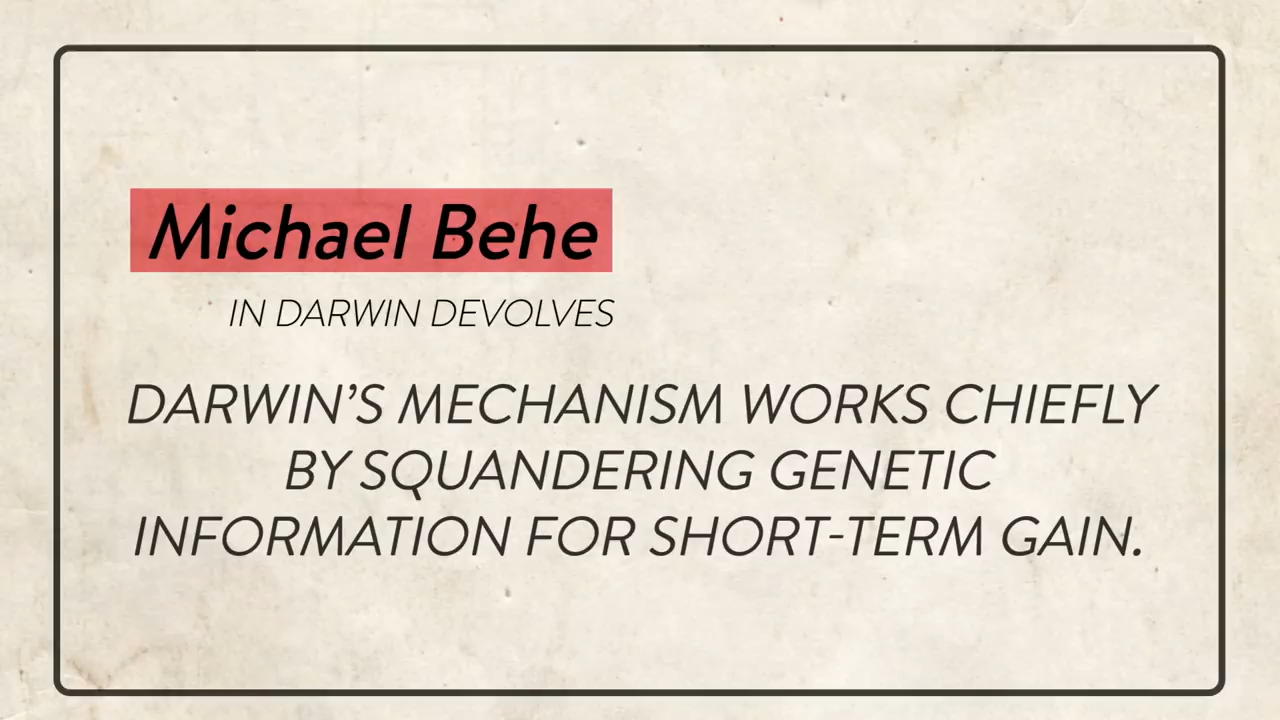 Michael Behe
IN DARWIN DEVOLVES
DARWIN’S MECHANISM WORKS CHIEFLY
BY SQUANDERING GENETIC
INFORMATION FOR SHORT-TERM GAIN.